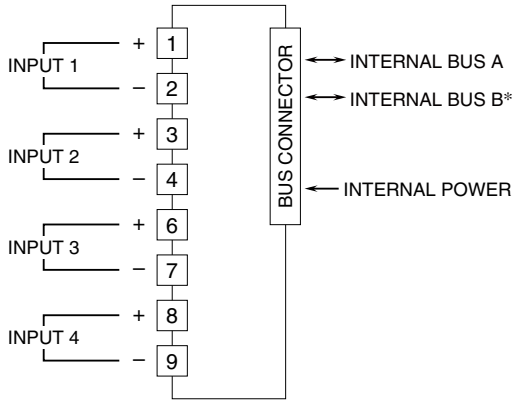 INPUT 1
+ 1
– 2
INPUT 2
+ 3
– 4
INPUT 3
+ 6
– 7
INPUT 4
+ 8
– 9
BUS CONNECTOR
INTERNAL BUS A
INTERNAL BUS B*
INTERNAL POWER